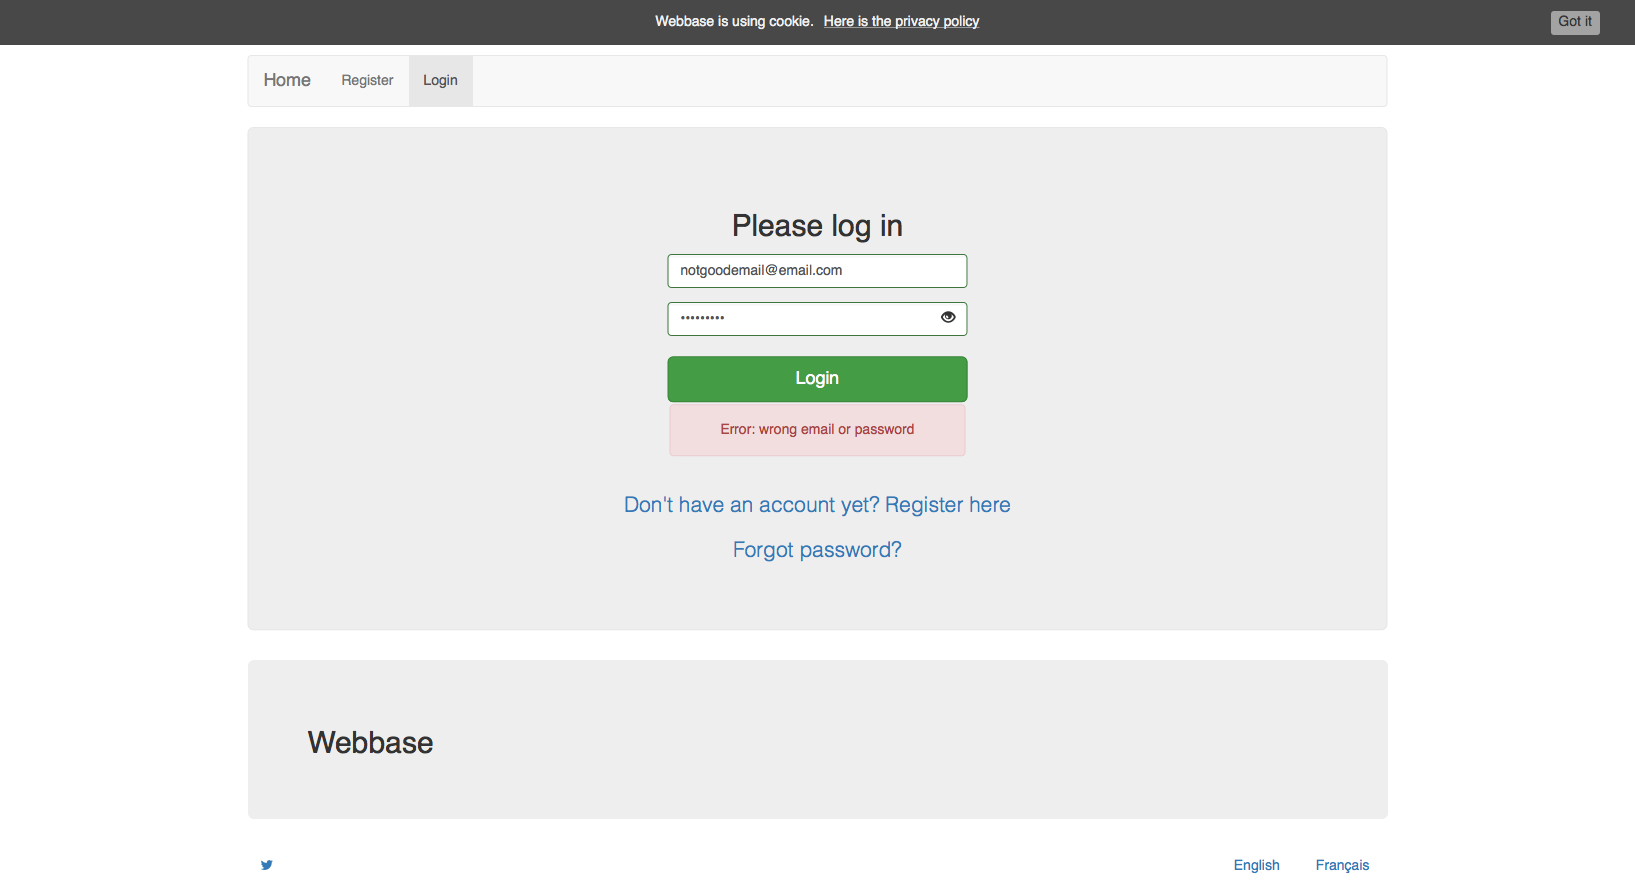 Webbase is using cookie. Here is the privacy policy
Got it
Home Register Login
Please log in
notgoodemail@email.com
•••••••••
Login
Error: wrong email or password
Don't have an account yet? Register here
Forgot password?
Webbase
English Français